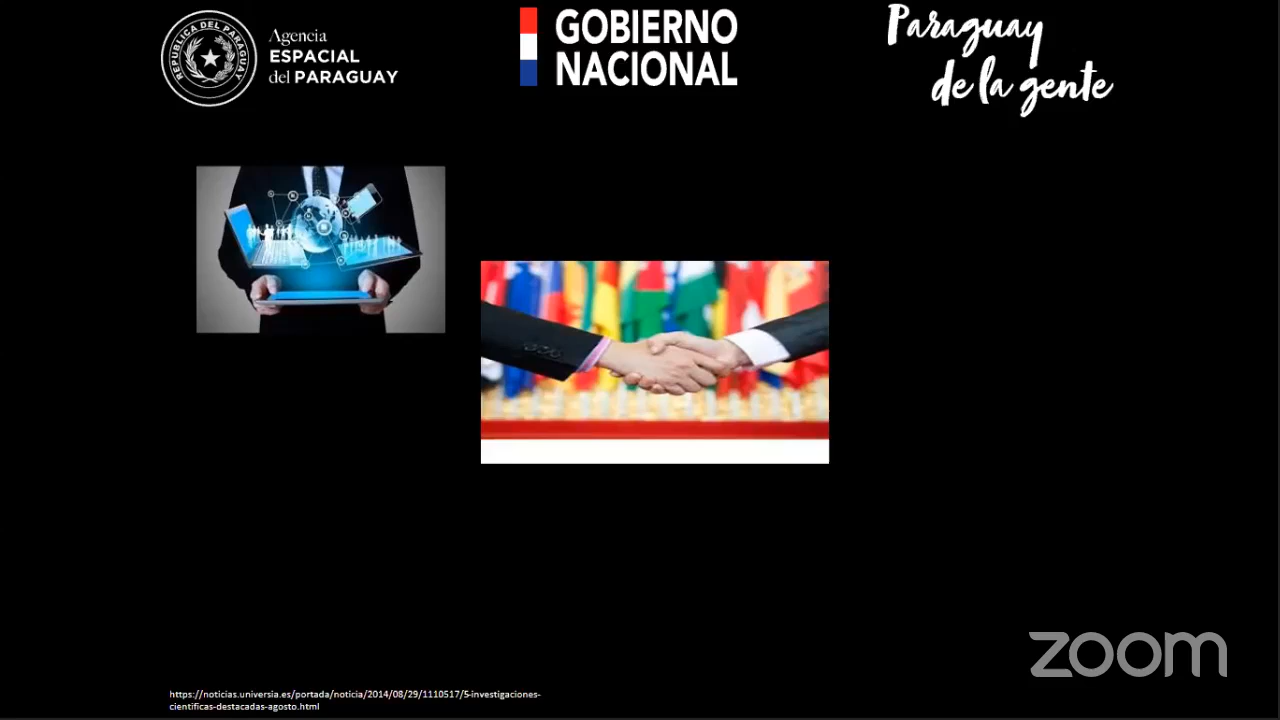 REPÚBLICA DEL PARAGUAY
Agencia
ESPACIAL
del PARAGUAY
GOBIERNO
NACIONAL
Paraguay
de la gente
zoom
https://noticias.universia.es/portada/noticia/2014/08/29/1110517/5-investigaciones-
cientificas-destacadas-agosto.html